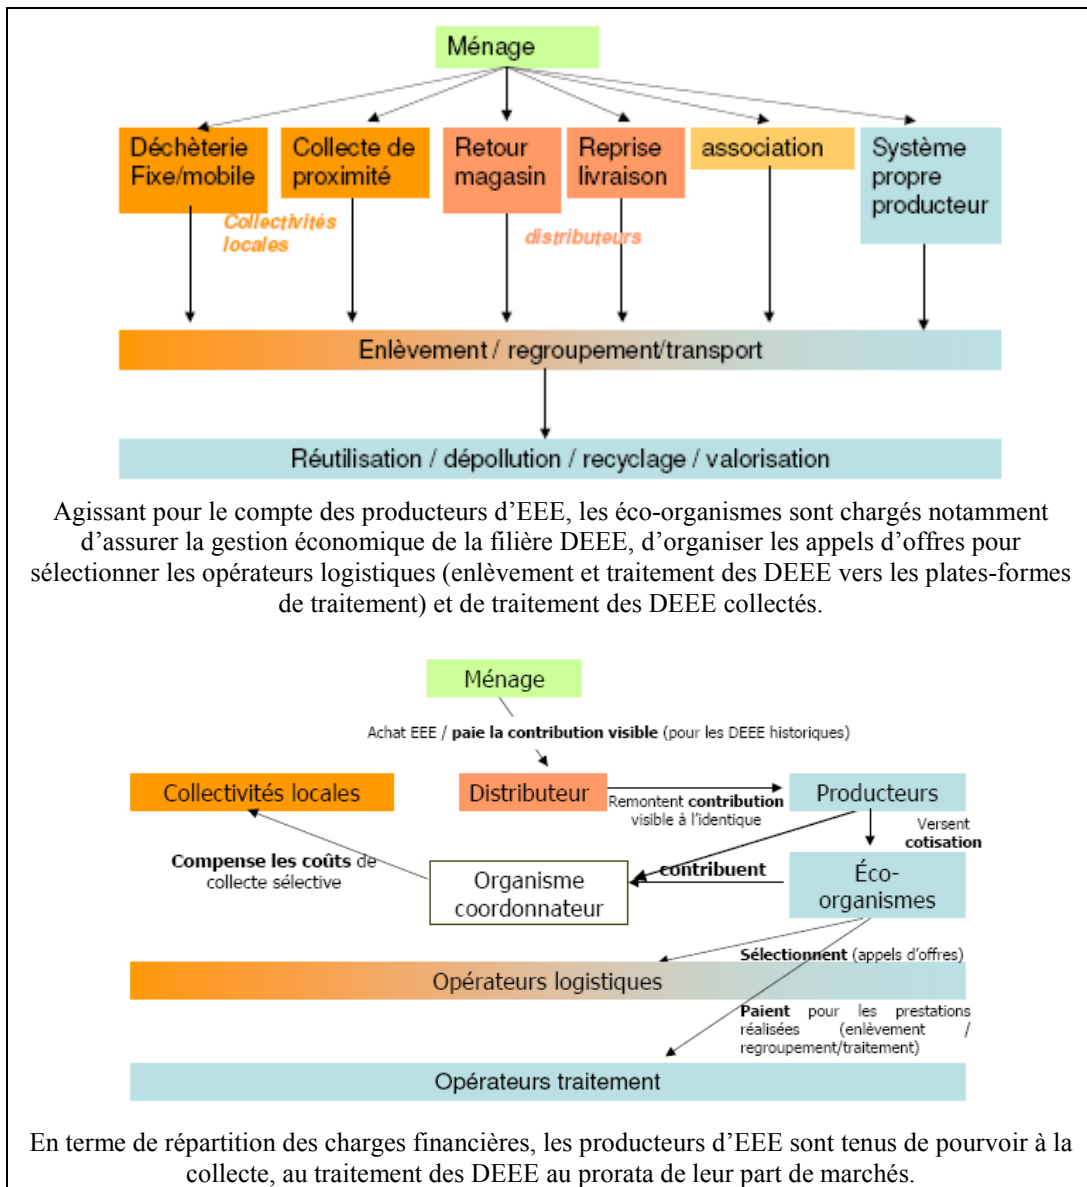 Ménage
Déchèterie
Fixe/mobile
Collecte de
proximité
Retour
magasin
Reprise
livraison
association
Système
propre
producteur
Collectivités
locales
distributeurs
Enlèvement / regroupement/transport
Réutilisation / dépollution / recyclage / valorisation
Agissant pour le compte des producteurs d’EEE, les éco-organismes sont chargés notamment
d’assurer la gestion économique de la filière DEEE, d’organiser les appels d’offres pour
sélectionner les opérateurs logistiques (enlèvement et traitement des DEEE vers les plates-formes
de traitement) et de traitement des DEEE collectés.
Ménage
Achat EEE / paie la contribution visible (pour les DEEE historiques)
Collectivités locales
Distributeur
Remontent contribution
visible à l’identique
Producteurs
Versent
cotisation
Compense les coûts de
collecte sélective
Organisme
coordonnateur
contribuent
Éco-
organismes
Sélectionnent (appels d’offres)
Opérateurs logistiques
Paient pour les prestations
réalisées (enlèvement /
regroupement/traitement)
Opérateurs traitement
En terme de répartition des charges financières, les producteurs d’EEE sont tenus de pourvoir à la
collecte, au traitement des DEEE au prorata de leur part de marchés.